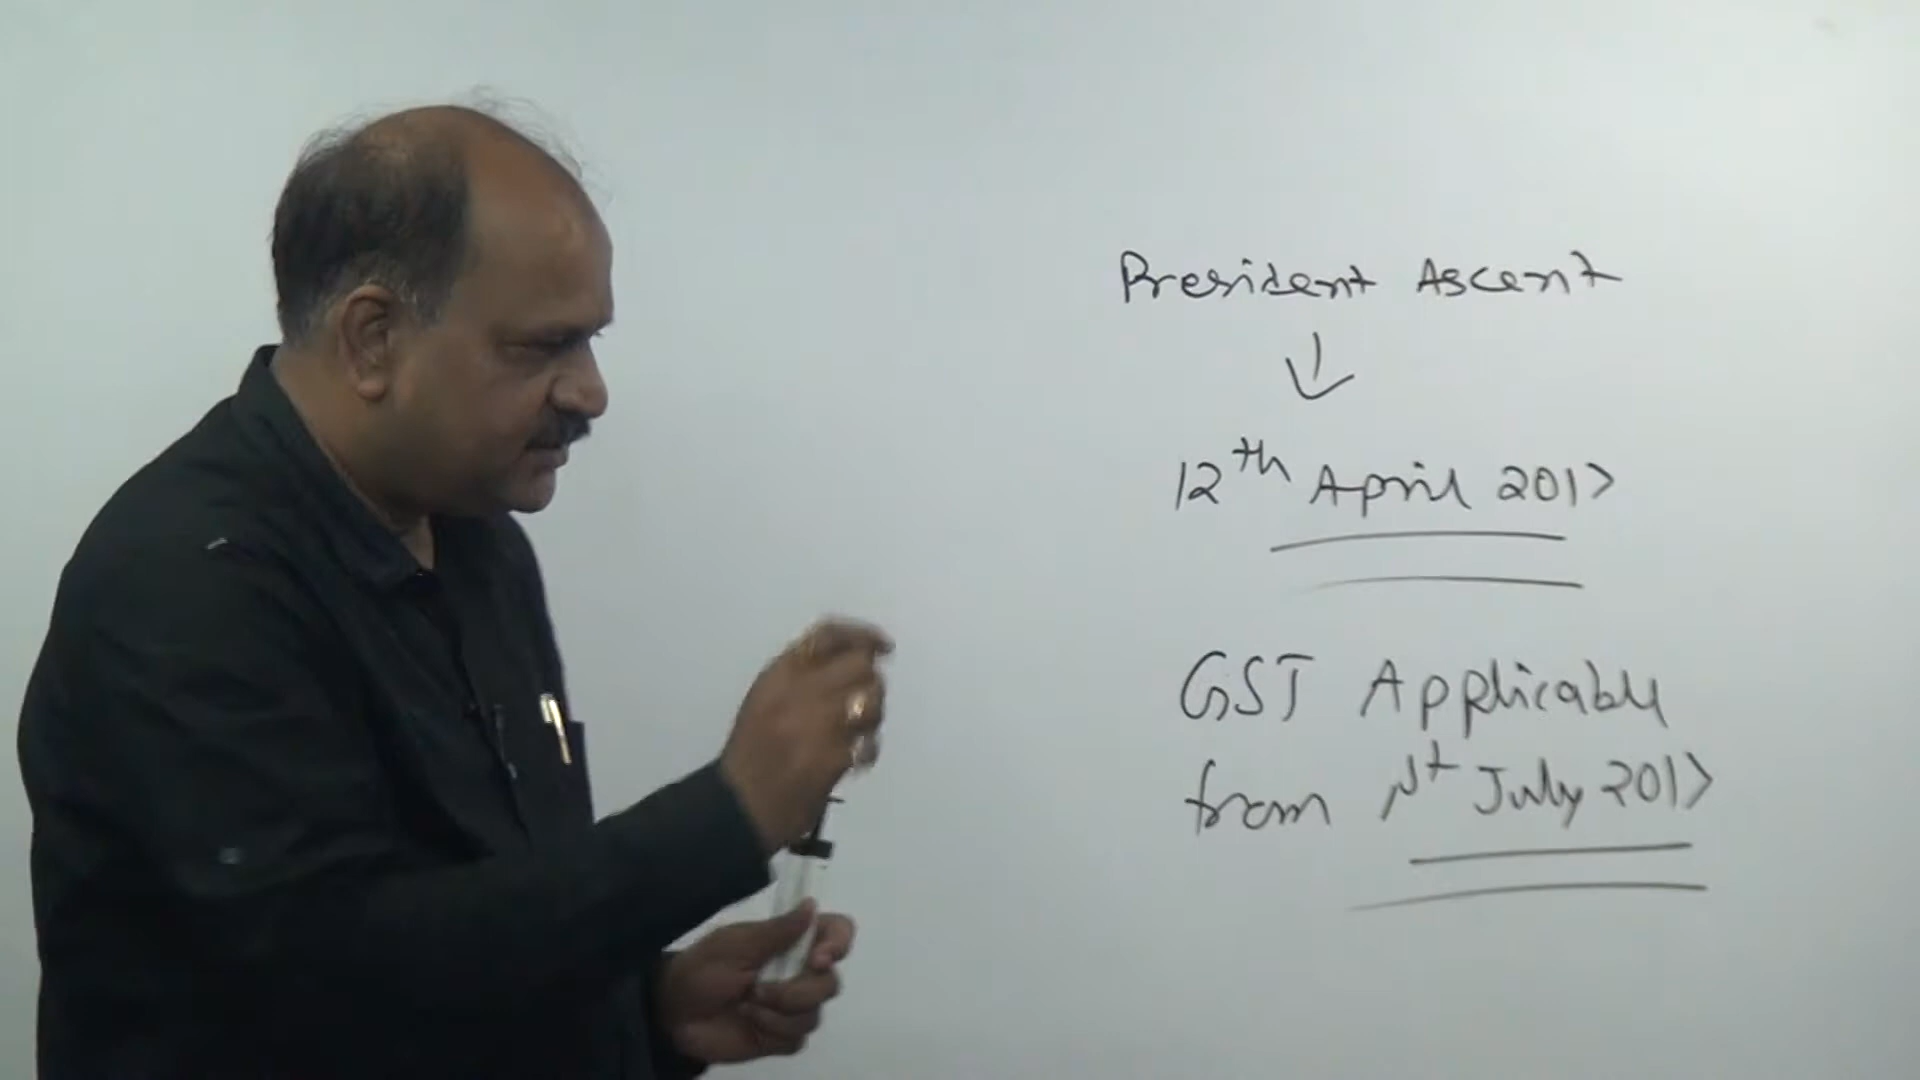 President Ascent
12th April 2017
GST Applicable
from 1st July 2017